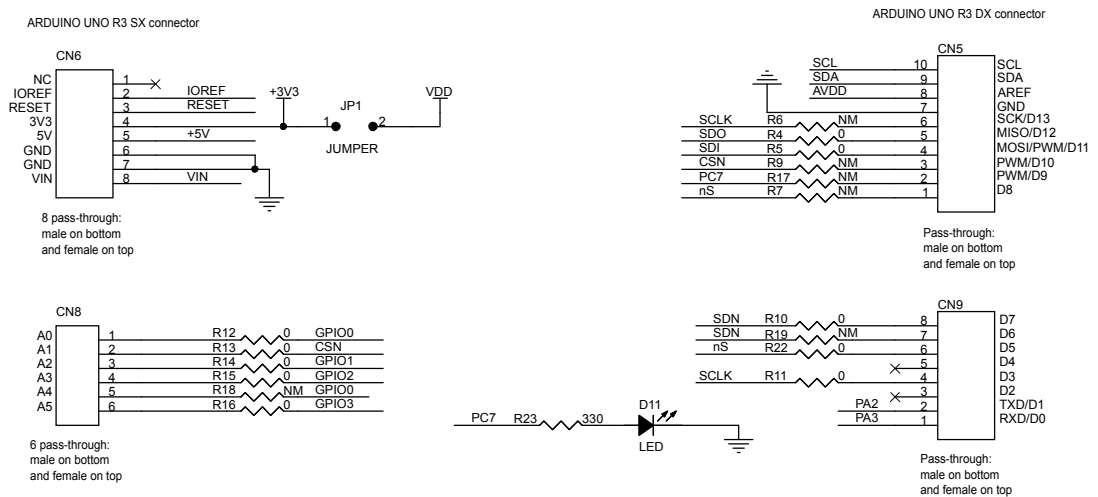 ARDUINO UNO R3 SX connector
CN6
NC 1
IOREF 2 IOREF
RESET 3 RESET
3V3 4
5V 5 +5V
GND 6
GND 7
VIN 8 VIN
+3V3
JP1
1 2
JUMPER
VDD
8 pass-through:
male on bottom
and female on top
ARDUINO UNO R3 DX connector
CN5
SCL 10 SCL
SDA 9 SDA
AVDD 8 AREF
7 GND
SCLK R6 NM 6 SCK/D13
SDO R4 0 5 MISO/D12
SDI R5 0 4 MOSI/PWM/D11
CSN R9 NM 3 PWM/D10
PC7 R17 NM 2 PWM/D9
nS R7 NM 1 D8
Pass-through:
male on bottom
and female on top
CN8
A0 1 R12 0 GPIO0
A1 2 R13 0 CSN
A2 3 R14 0 GPIO1
A3 4 R15 0 GPIO2
A4 5 R18 NM GPIO0
A5 6 R16 0 GPIO3
6 pass-through:
male on bottom
and female on top
PC7 R23 330
D11
LED
CN9
SDN R10 0 8 D7
SDN R19 NM 7 D6
nS R22 0 6 D5
5 D4
SCLK R11 0 4 D3
3 D2
PA2 2 TXD/D1
PA3 1 RXD/D0
Pass-through:
male on bottom
and female on top